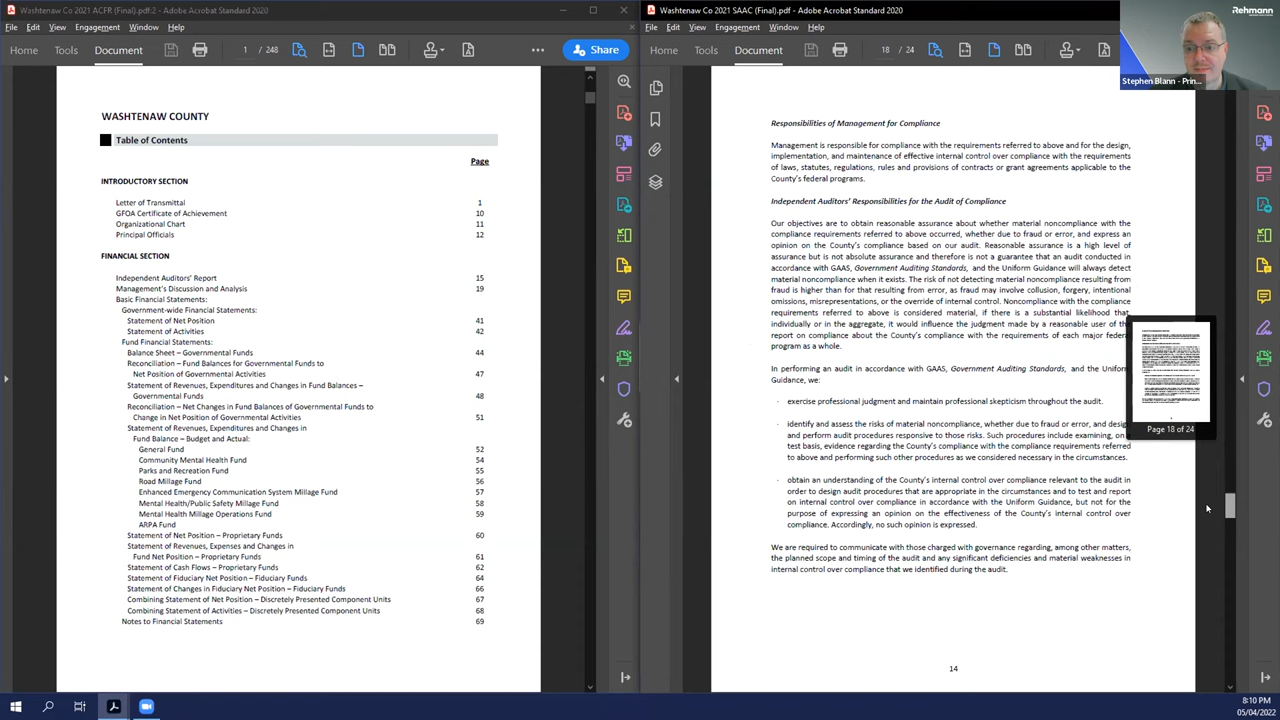 Washtenaw Co 2021 ACFR (Final).pdf:2 - Adobe Acrobat Standard 2020
File Edit View Engagement Window Help
Home Tools Document 1 / 248 Share
WASHTENAW COUNTY
Table of Contents
Page
INTRODUCTORY SECTION
Letter of Transmittal 1
GFOA Certificate of Achievement 10
Organizational Chart 11
Principal Officials 12
FINANCIAL SECTION
Independent Auditors' Report 15
Management's Discussion and Analysis 19
Basic Financial Statements:
Government-wide Financial Statements:
Statement of Net Position 41
Statement of Activities 42
Fund Financial Statements:
Balance Sheet – Governmental Funds 44
Reconciliation – Fund Balances for Governmental Funds to
Net Position of Governmental Activities 47
Statement of Revenues, Expenditures and Changes in Fund Balances –
Governmental Funds 48
Reconciliation – Net Changes in Fund Balances of Governmental Funds to
Change in Net Position of Governmental Activities 51
Statement of Revenues, Expenditures and Changes in
Fund Balance – Budget and Actual:
General Fund 52
Community Mental Health Fund 54
Parks and Recreation Fund 55
Road Millage Fund 56
Enhanced Emergency Communication System Millage Fund 57
Mental Health/Public Safety Millage Fund 58
Mental Health Millage Operations Fund 59
ARPA Fund
Statement of Net Position – Proprietary Funds 60
Statement of Revenues, Expenses and Changes in
Fund Net Position – Proprietary Funds 61
Statement of Cash Flows – Proprietary Funds 62
Statement of Fiduciary Net Position – Fiduciary Funds 64
Statement of Changes in Fiduciary Net Position – Fiduciary Funds 66
Combining Statement of Net Position – Discretely Presented Component Units 67
Combining Statement of Activities – Discretely Presented Component Units 68
Notes to Financial Statements 69
Washtenaw Co 2021 SAAC (Final).pdf - Adobe Acrobat Standard 2020
File Edit View Engagement Window Help
Home Tools Document 18 / 24
Rehmann
Stephen Blann - Prin...
Responsibilities of Management for Compliance
Management is responsible for compliance with the requirements referred to above and for the design,
implementation, and maintenance of effective internal control over compliance with the requirements
of laws, statutes, regulations, rules and provisions of contracts or grant agreements applicable to the
County's federal programs.
Independent Auditors' Responsibilities for the Audit of Compliance
Our objectives are to obtain reasonable assurance about whether material noncompliance with the
compliance requirements referred to above occurred, whether due to fraud or error, and express an
opinion on the County's compliance based on our audit. Reasonable assurance is a high level of
assurance but is not absolute assurance and therefore is not a guarantee that an audit conducted in
accordance with GAAS, Government Auditing Standards, and the Uniform Guidance will always detect
material noncompliance when it exists. The risk of not detecting material noncompliance resulting from
fraud is higher than for that resulting from error, as fraud may involve collusion, forgery, intentional
omissions, misrepresentations, or the override of internal control. Noncompliance with the compliance
requirements referred to above is considered material, if there is a substantial likelihood that,
individually or in the aggregate, it would influence the judgment made by a reasonable user of the
report on compliance about the County's compliance with the requirements of each major federal
program as a whole.
In performing an audit in accordance with GAAS, Government Auditing Standards, and the Uniform
Guidance, we:
· exercise professional judgment and maintain professional skepticism throughout the audit.
· identify and assess the risks of material noncompliance, whether due to fraud or error, and design
and perform audit procedures responsive to those risks. Such procedures include examining, on
test basis, evidence regarding the County's compliance with the compliance requirements referred
to above and performing such other procedures as we considered necessary in the circumstances.
· obtain an understanding of the County's internal control over compliance relevant to the audit in
order to design audit procedures that are appropriate in the circumstances and to test and report
on internal control over compliance in accordance with the Uniform Guidance, but not for the
purpose of expressing an opinion on the effectiveness of the County's internal control over
compliance. Accordingly, no such opinion is expressed.
We are required to communicate with those charged with governance regarding, among other matters,
the planned scope and timing of the audit and any significant deficiencies and material weaknesses in
internal control over compliance that we identified during the audit.
14
Page 18 of 24
8:10 PM
05/04/2022